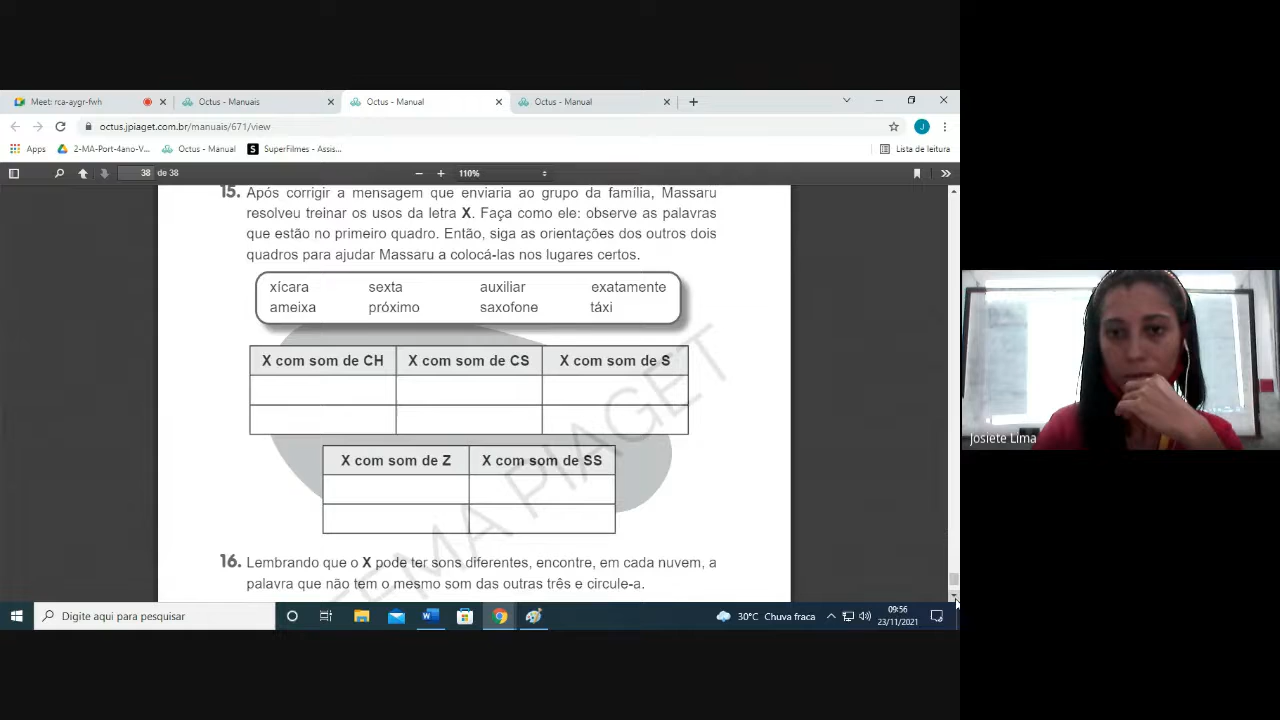 Meet: rca-aygr-fwh
Octus - Manuais
Octus - Manual
Octus - Manual
octus.jpiaget.com.br/manuais/671/view
Apps
2-MA-Port-4ano-V...
Octus - Manual
SuperFilmes - Assis...
Lista de leitura
38 de 38
110%
15. Após corrigir a mensagem que enviaria ao grupo da família, Massaru
resolveu treinar os usos da letra X. Faça como ele: observe as palavras
que estão no primeiro quadro. Então, siga as orientações dos outros dois
quadros para ajudar Massaru a colocá-las nos lugares certos.
xícara sexta auxiliar exatamente
ameixa próximo saxofone táxi
X com som de CH X com som de CS X com som de S
X com som de Z X com som de SS
TEMA PIAGET
16. Lembrando que o X pode ter sons diferentes, encontre, em cada nuvem, a
palavra que não tem o mesmo som das outras três e circule-a.
Josiete Lima
Digite aqui para pesquisar
30°C Chuva fraca
09:56
23/11/2021